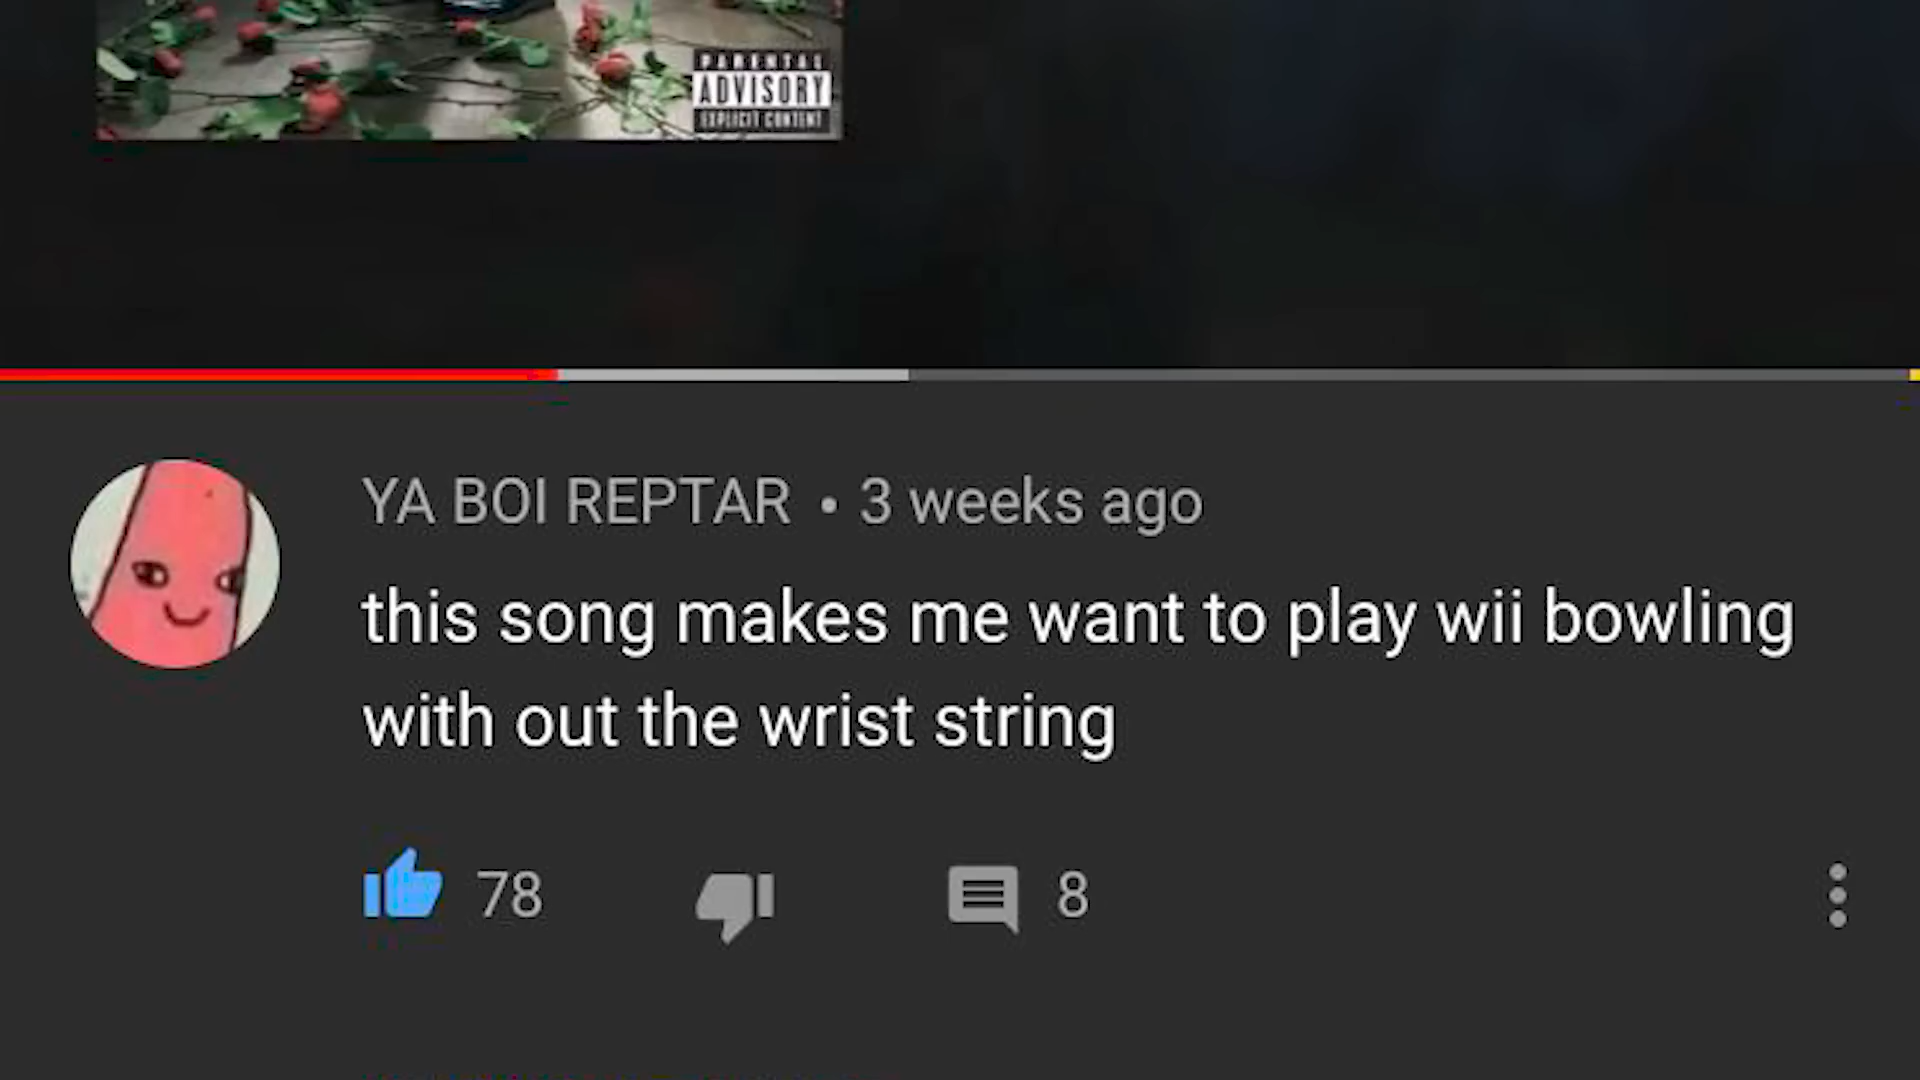 PARENTAL
ADVISORY
EXPLICIT CONTENT
YA BOI REPTAR • 3 weeks ago
this song makes me want to play wii bowling
with out the wrist string
78 8